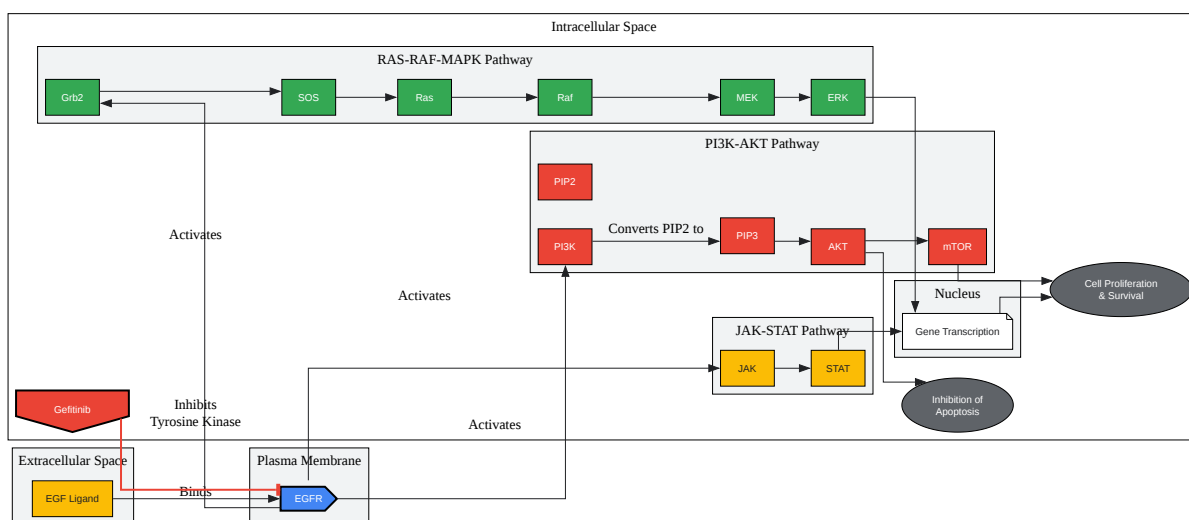 Intracellular Space
RAS-RAF-MAPK Pathway
Grb2
SOS
Ras
Raf
MEK
ERK
PI3K-AKT Pathway
PIP2
PI3K
Converts PIP2 to
PIP3
AKT
mTOR
Activates
Activates
Cell Proliferation
& Survival
Nucleus
Gene Transcription
JAK-STAT Pathway
JAK
STAT
Gefitinib
Inhibits
Tyrosine Kinase
Activates
Inhibition of
Apoptosis
Extracellular Space
EGF Ligand
Binds
Plasma Membrane
EGFR